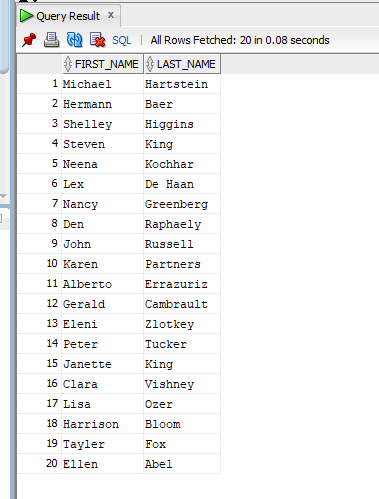 Query Result x
SQL | All Rows Fetched: 20 in 0.08 seconds
FIRST_NAME LAST_NAME
1 Michael Hartstein
2 Hermann Baer
3 Shelley Higgins
4 Steven King
5 Neena Kochhar
6 Lex De Haan
7 Nancy Greenberg
8 Den Raphaely
9 John Russell
10 Karen Partners
11 Alberto Errazuriz
12 Gerald Cambrault
13 Eleni Zlotkey
14 Peter Tucker
15 Janette King
16 Clara Vishney
17 Lisa Ozer
18 Harrison Bloom
19 Tayler Fox
20 Ellen Abel